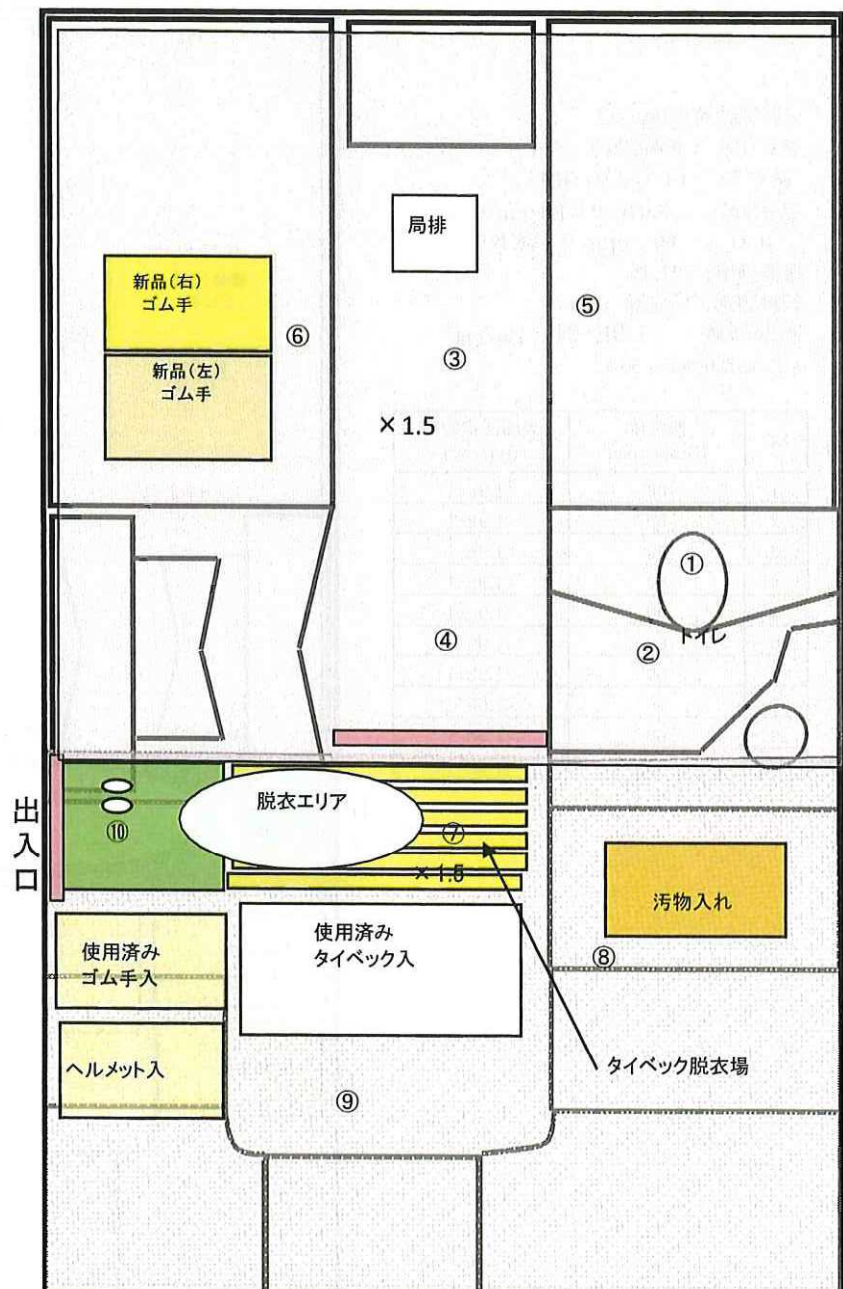 局排
新品(右)
ゴム手
⑥
新品(左)
ゴム手
⑤
③
×1.5
①
トイレ
②
④
出入口
脱衣エリア
⑩
⑦
×1.5
汚物入れ
使用済み
ゴム手入
使用済み
タイベック入
⑧
ヘルメット入
タイベック脱衣場
⑨